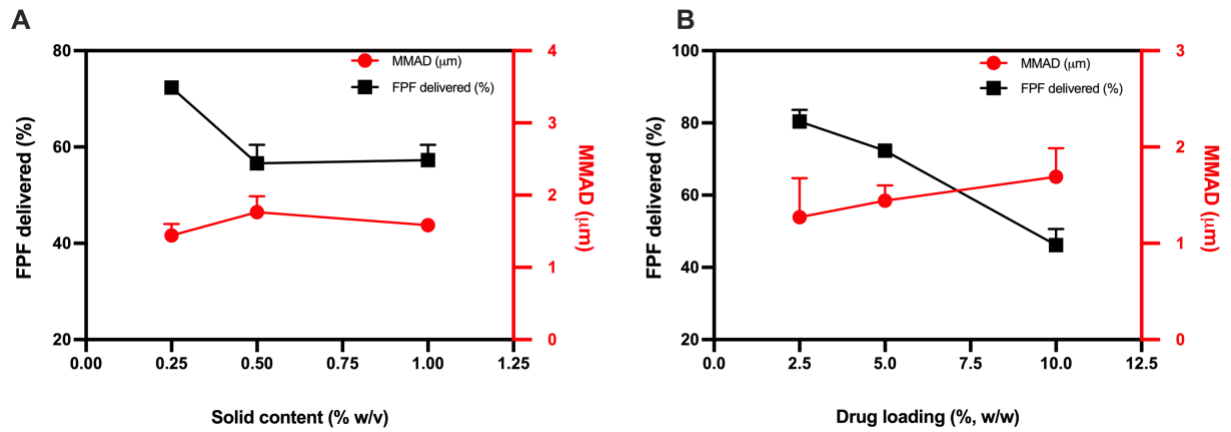 A
80
60
40
20
FPF delivered (%)
MMAD (μm)
FPF delivered (%)
4
3
2
1
0
MMAD (μm)
0.00 0.25 0.50 0.75 1.00 1.25
Solid content (% w/v)
B
100
80
60
40
20
FPF delivered (%)
MMAD (μm)
FPF delivered (%)
3
2
1
0
MMAD (μm)
0.0 2.5 5.0 7.5 10.0 12.5
Drug loading (%, w/w)